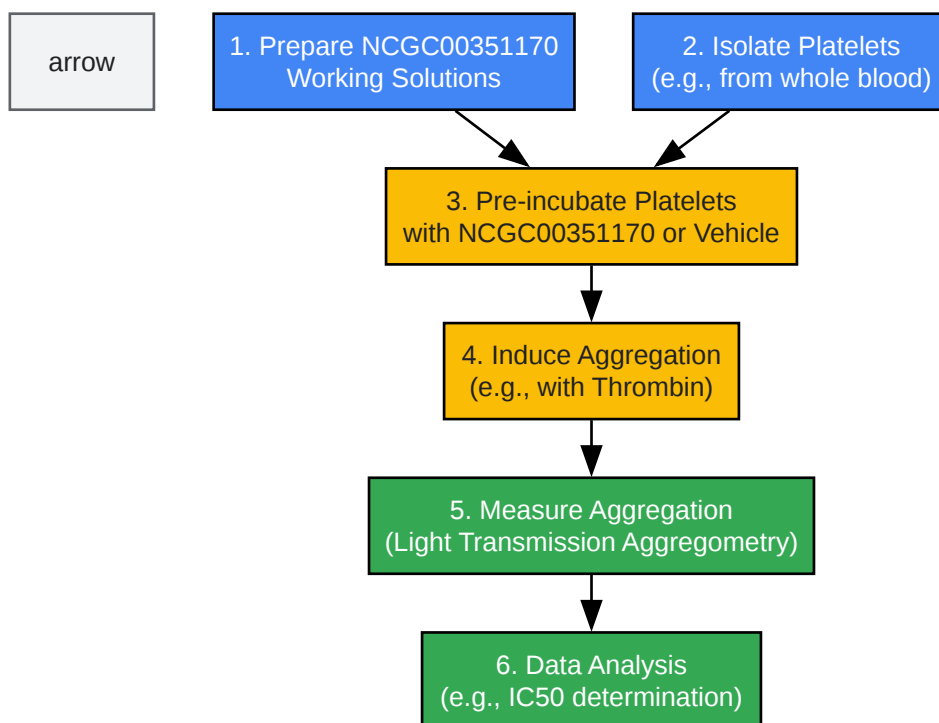 arrow
1. Prepare NCGC00351170
Working Solutions
2. Isolate Platelets
(e.g., from whole blood)
3. Pre-incubate Platelets
with NCGC00351170 or Vehicle
4. Induce Aggregation
(e.g., with Thrombin)
5. Measure Aggregation
(Light Transmission Aggregometry)
6. Data Analysis
(e.g., IC50 determination)